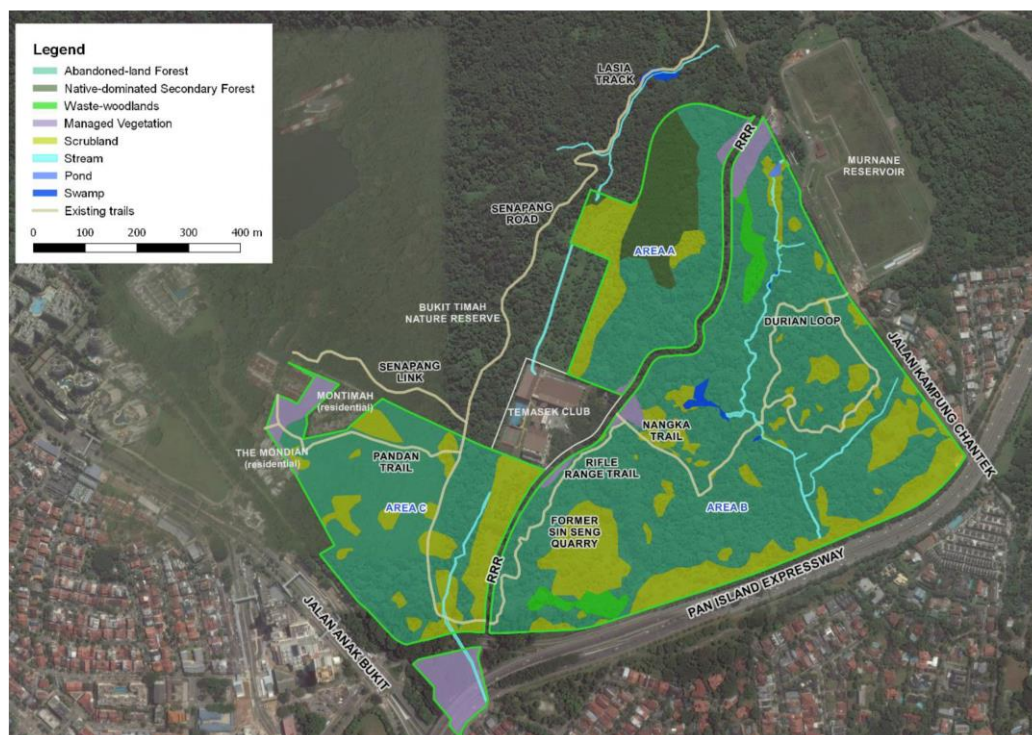 Legend
Abandoned-land Forest
Native-dominated Secondary Forest
Waste-woodlands
Managed Vegetation
Scrubland
Stream
Pond
Swamp
Existing trails
0 100 200 300 400 m
LASIA
TRACK
RRR
MURNANE
RESERVOIR
SENAPANG
ROAD
AREA A
BUKIT TIMAH
NATURE RESERVE
DURIAN LOOP
JALAN KAMPUNG CHANTEK
SENAPANG
LINK
MONTIMAH
(residential)
TEMASEK CLUB
NANGKA
TRAIL
THE MONDIAN
(residential)
PANDAN
TRAIL
RIFLE
RANGE TRAIL
AREA C
AREA B
FORMER
SIN SENG
QUARRY
RRR
PAN ISLAND EXPRESSWAY
JALAN ANAK BUKIT